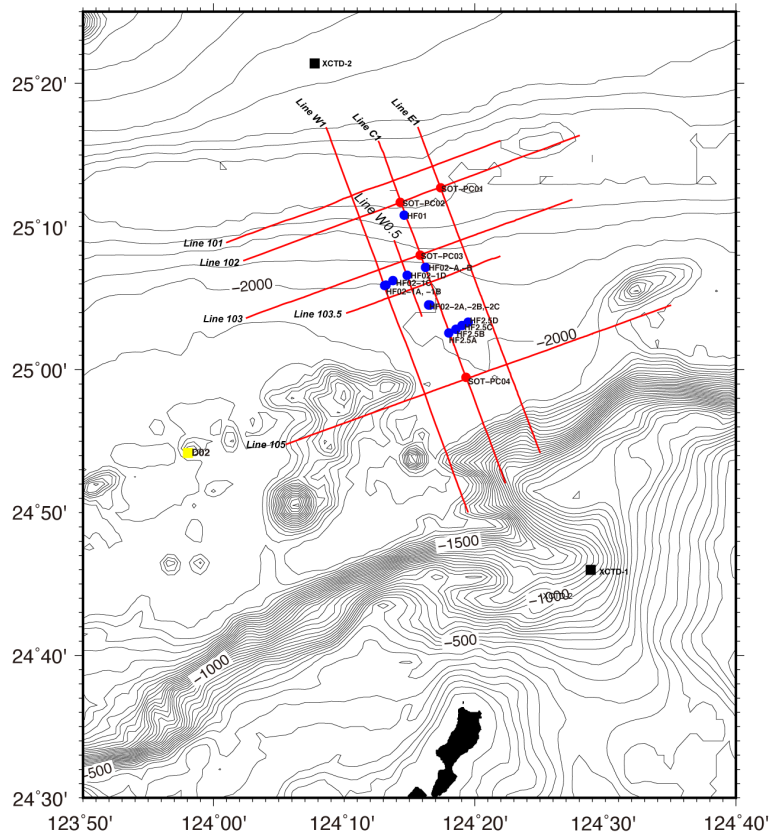 25°20'
25°10'
25°00'
24°50'
24°40'
24°30'
123°50'
124°00'
124°10'
124°20'
124°30'
124°40'
XCTD-2
Line W1
Line C1
Line E1
Line W0.5
Line 101
Line 102
Line 103
Line 103.5
Line 105
SOT-PC01
SOT-PC02
HF01
SOT-PC03
HF02-1D
HF02-1C
HF02-1A, -1B
HF02-2A, -2B, -2C
HF2.5D
HF2.5C
HF2.5B
HF2.5A
SOT-PC04
D02
-2000
-2000
-1500
XCTD-1
-1000
XCTD-2
-500
-1000
-500